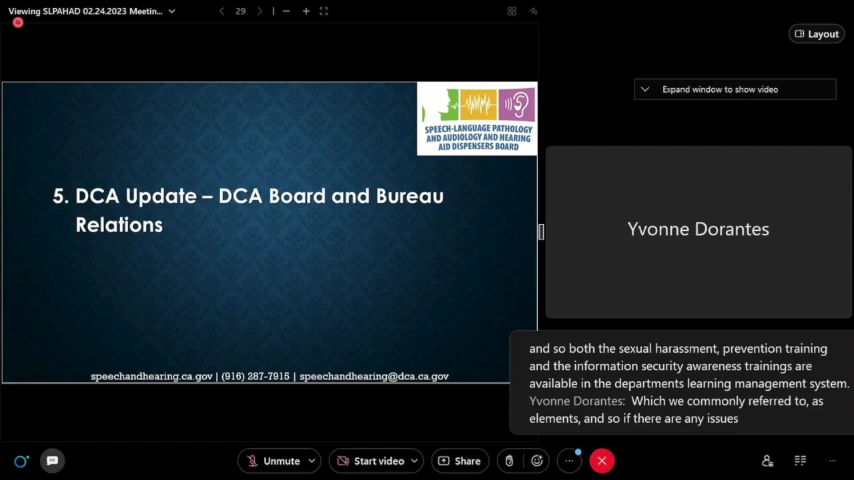 Viewing SLPAHAD 02.24.2023 Meetin...
29
Layout
Expand window to show video
SPEECH-LANGUAGE PATHOLOGY
AND AUDIOLOGY AND HEARING
AID DISPENSERS BOARD
5. DCA Update – DCA Board and Bureau
Relations
Yvonne Dorantes
and so both the sexual harassment, prevention training
and the information security awareness trainings are
available in the departments learning management system.
Yvonne Dorantes: Which we commonly referred to, as
elements, and so if there are any issues
speechandhearing.ca.gov | (916) 287-7915 | speechandhearing@dca.ca.gov
Unmute
Start video
Share